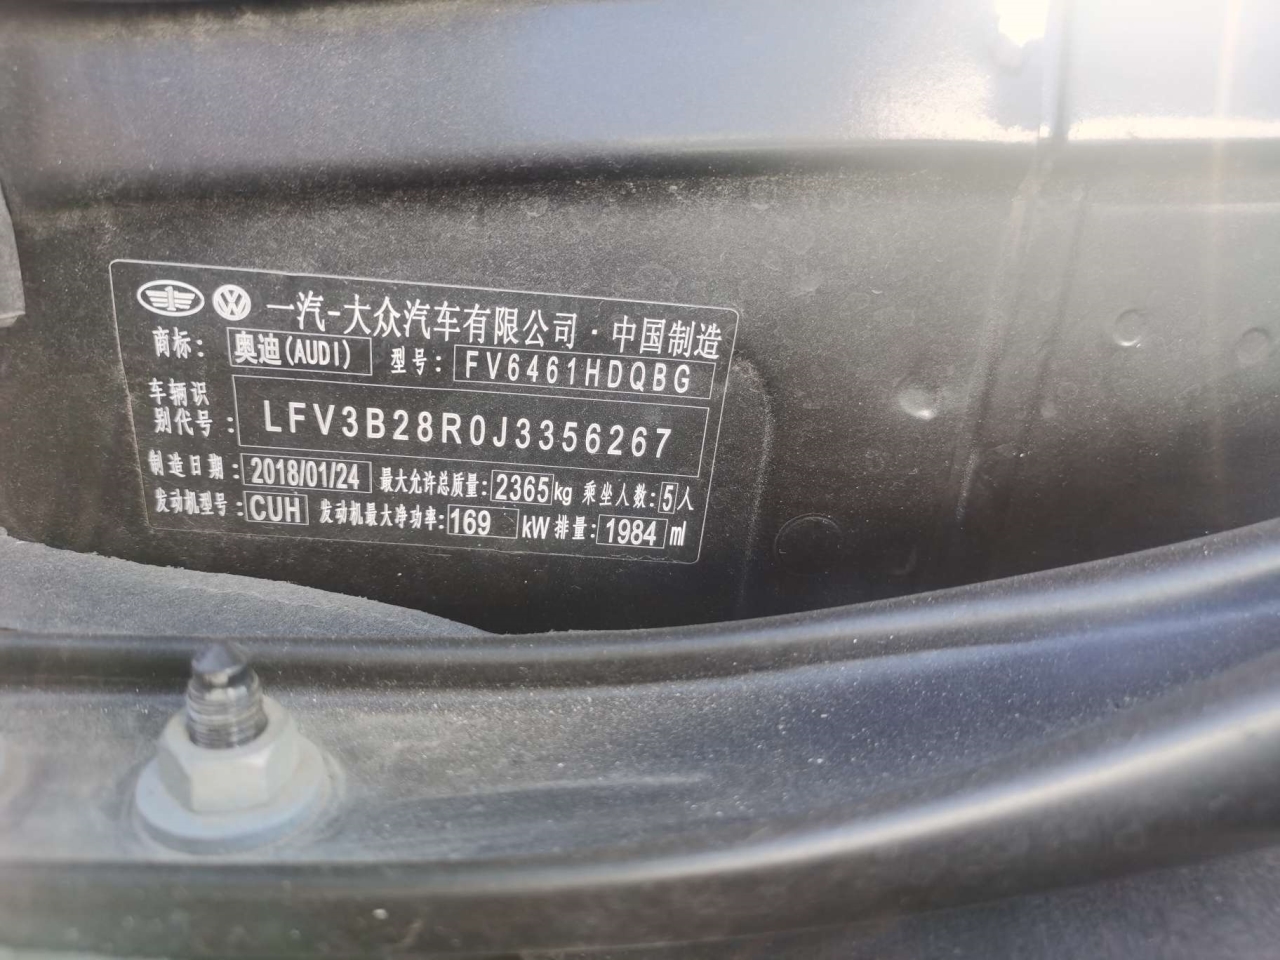 一汽-大众汽车有限公司·中国制造
商标: 奥迪(AUDI) 型号: FV6461HDQBG
车辆识别代号: LFV3B28R0J3356267
制造日期: 2018/01/24 最大允许总质量: 2365kg 乘坐人数: 5人
发动机型号: CUH 发动机最大净功率: 169 kW 排量: 1984 ml